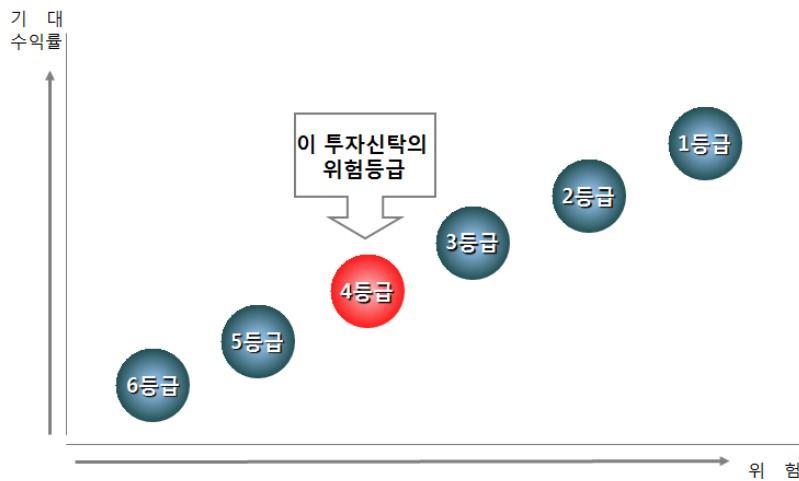 기 대
수익률
이 투자신탁의
위험등급
1등급
2등급
3등급
4등급
5등급
6등급
위 험